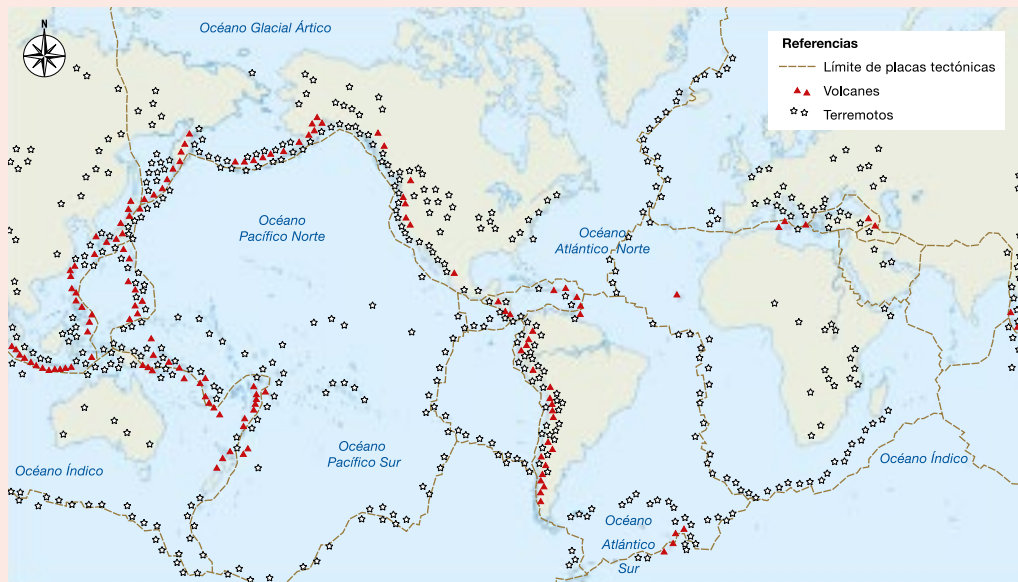 Océano Glacial Ártico
N
Referencias
Límite de placas tectónicas
Volcanes
Terremotos
Océano
Pacífico Norte
Océano
Atlántico Norte
Océano
Pacífico Sur
Océano Índico
Océano Índico
Océano
Atlántico
Sur